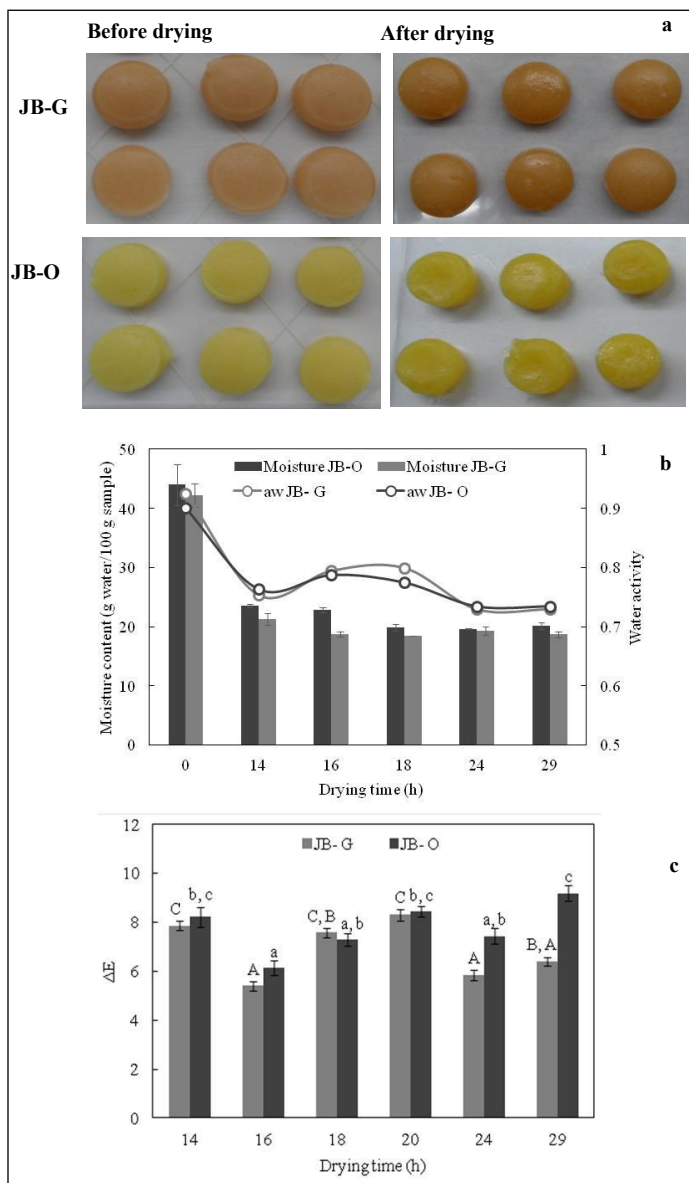 Before drying
After drying
a
JB-G
JB-O
b
Moisture JB-O
Moisture JB-G
aw JB- G
aw JB- O
Moisture content (g water/100 g sample)
50
40
30
20
10
0
Water activity
1
0.9
0.8
0.7
0.6
0.5
0 14 16 18 24 29
Drying time (h)
c
JB- G
JB- O
ΔE
12
10
8
6
4
2
0
C b, c
A a
C, B a, b
C b, c
A a, b
B, A c
14 16 18 20 24 29
Drying time (h)